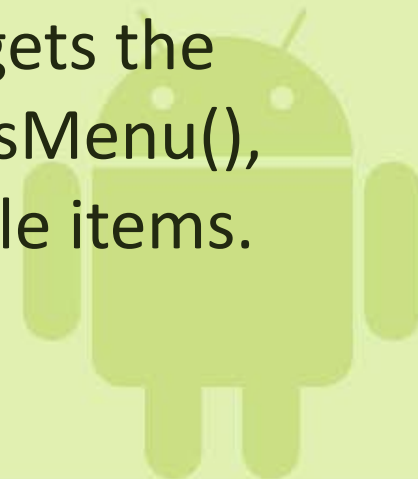 gets the
sMenu(),
le items.